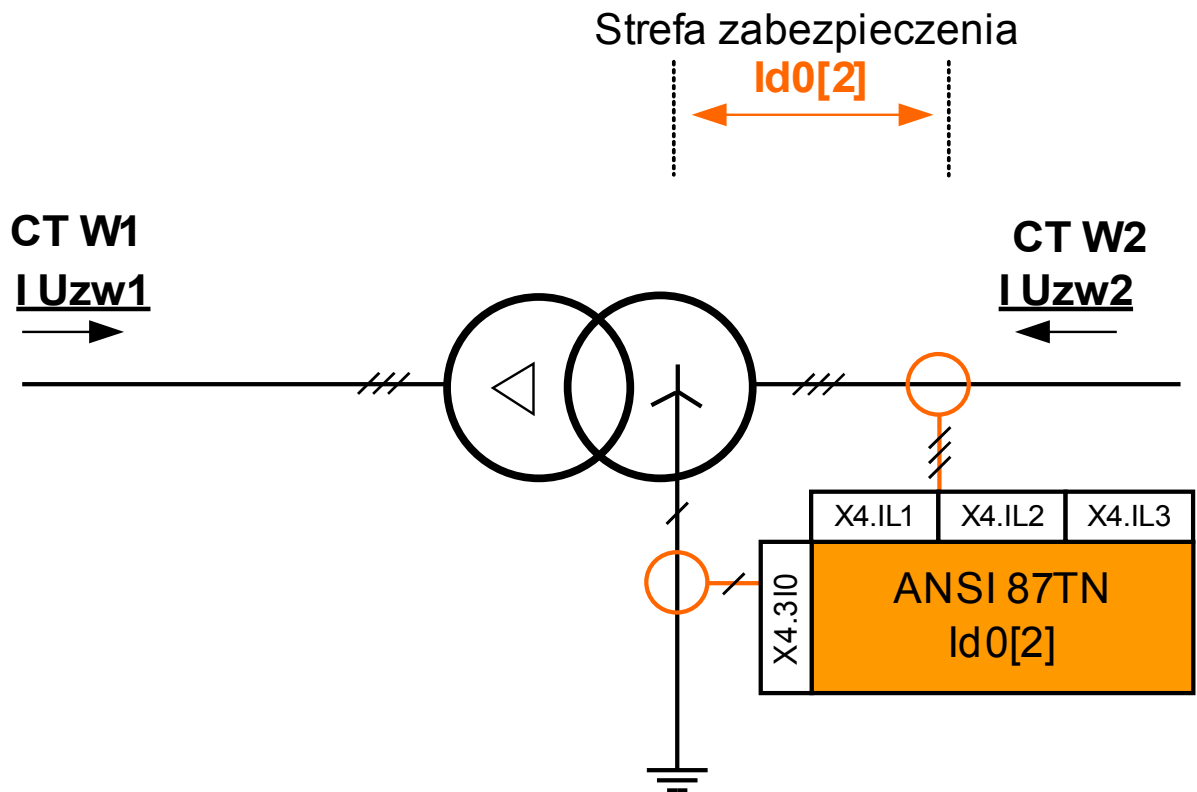 Strefa zabezpieczenia
Id0[2]
CT W1
I Uzw1
CT W2
I Uzw2
X4.IL1 X4.IL2 X4.IL3
X4.3I0
ANSI 87TN
Id0[2]